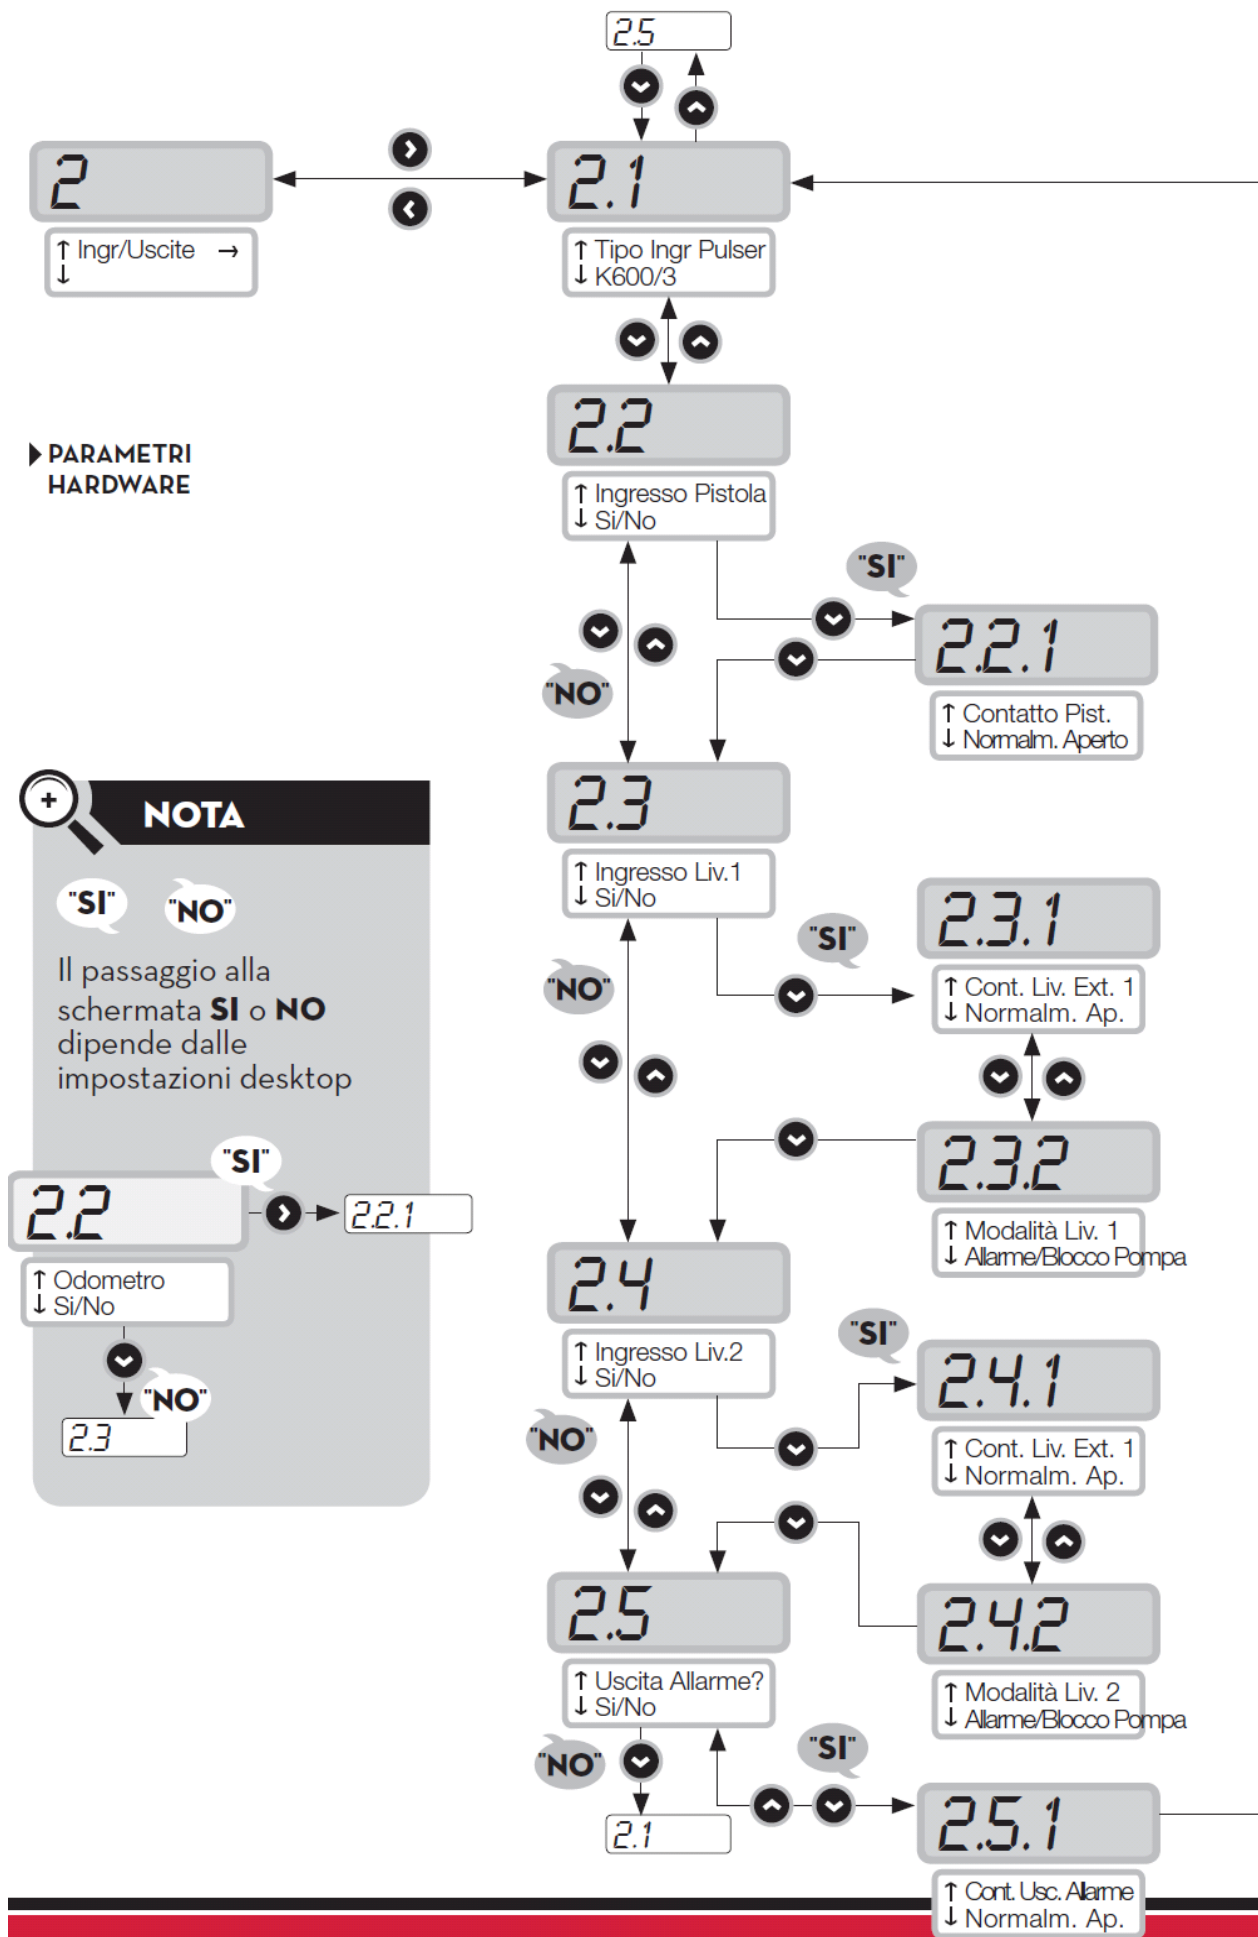 2.5
2
↑ Ingr/Uscite →
↓
2.1
↑ Tipo Ingr Pulser
↓ K600/3
PARAMETRI
HARDWARE
2.2
↑ Ingresso Pistola
↓ Si/No
"SI"
"NO"
2.2.1
↑ Contatto Pist.
↓ Normalm. Aperto
2.3
↑ Ingresso Liv.1
↓ Si/No
"SI"
"NO"
2.3.1
↑ Cont. Liv. Ext. 1
↓ Normalm. Ap.
2.3.2
↑ Modalità Liv. 1
↓ Allarme/Blocco Pompa
NOTA
"SI" "NO"
Il passaggio alla
schermata SI o NO
dipende dalle
impostazioni desktop
2.2
"SI"
2.2.1
↑ Odometro
↓ Si/No
"NO"
2.3
2.4
↑ Ingresso Liv.2
↓ Si/No
"SI"
"NO"
2.4.1
↑ Cont. Liv. Ext. 1
↓ Normalm. Ap.
2.4.2
↑ Modalità Liv. 2
↓ Allarme/Blocco Pompa
2.5
↑ Uscita Allarme?
↓ Si/No
"NO"
"SI"
2.1
2.5.1
↑ Cont. Usc. Allarme
↓ Normalm. Ap.